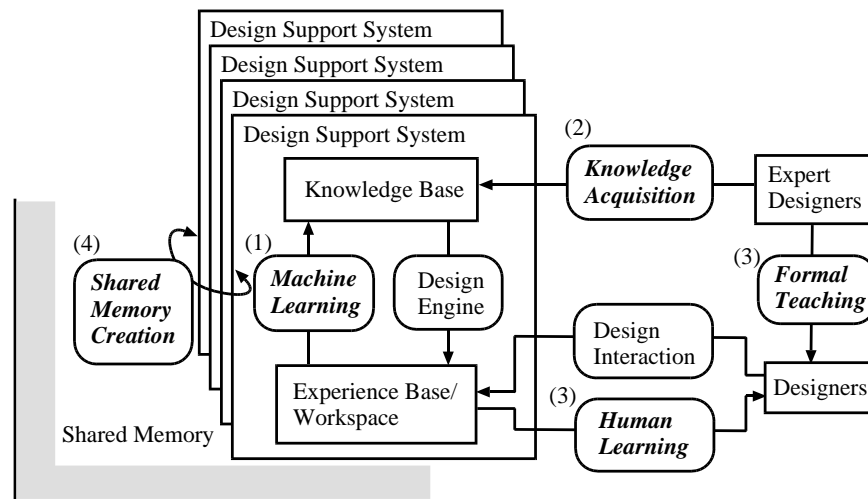 Design Support System
Design Support System
Design Support System
Design Support System
(2)
Knowledge
Acquisition
Expert
Designers
Knowledge Base
(4)
(1)
(3)
Shared
Memory
Creation
Machine
Learning
Design
Engine
Formal
Teaching
Design
Interaction
Experience Base/
Workspace
Designers
(3)
Human
Learning
Shared Memory